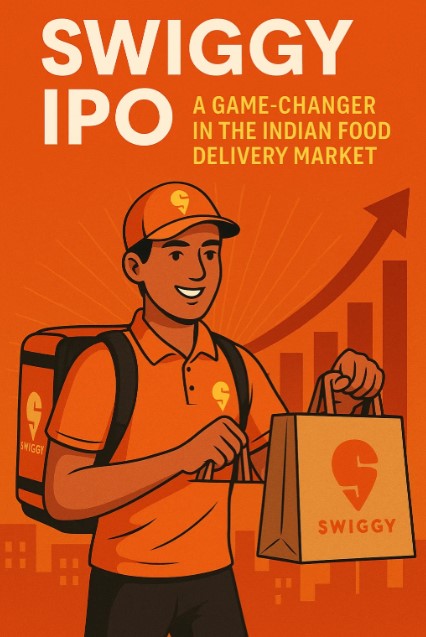 SWIGGY
IPO
A GAME-CHANGER
IN THE INDIAN FOOD
DELIVERY MARKET
SWIGGY
SWIGGY